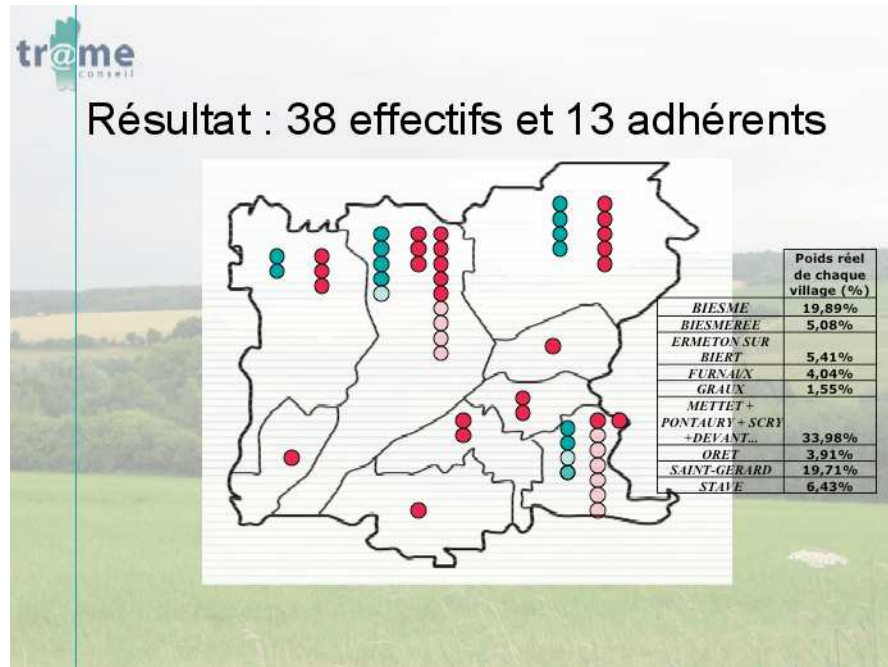 tr@me
conseil
Résultat : 38 effectifs et 13 adhérents
Poids réel
de chaque
village (%)
BIESME 19,89%
BIESMEREE 5,08%
ERMETON SUR
BIERT 5,41%
FURNAUX 4,04%
GRAUX 1,55%
METTET +
PONTAURY + SCRY
+DEVANT... 33,98%
ORET 3,91%
SAINT-GERARD 19,71%
STAVE 6,43%